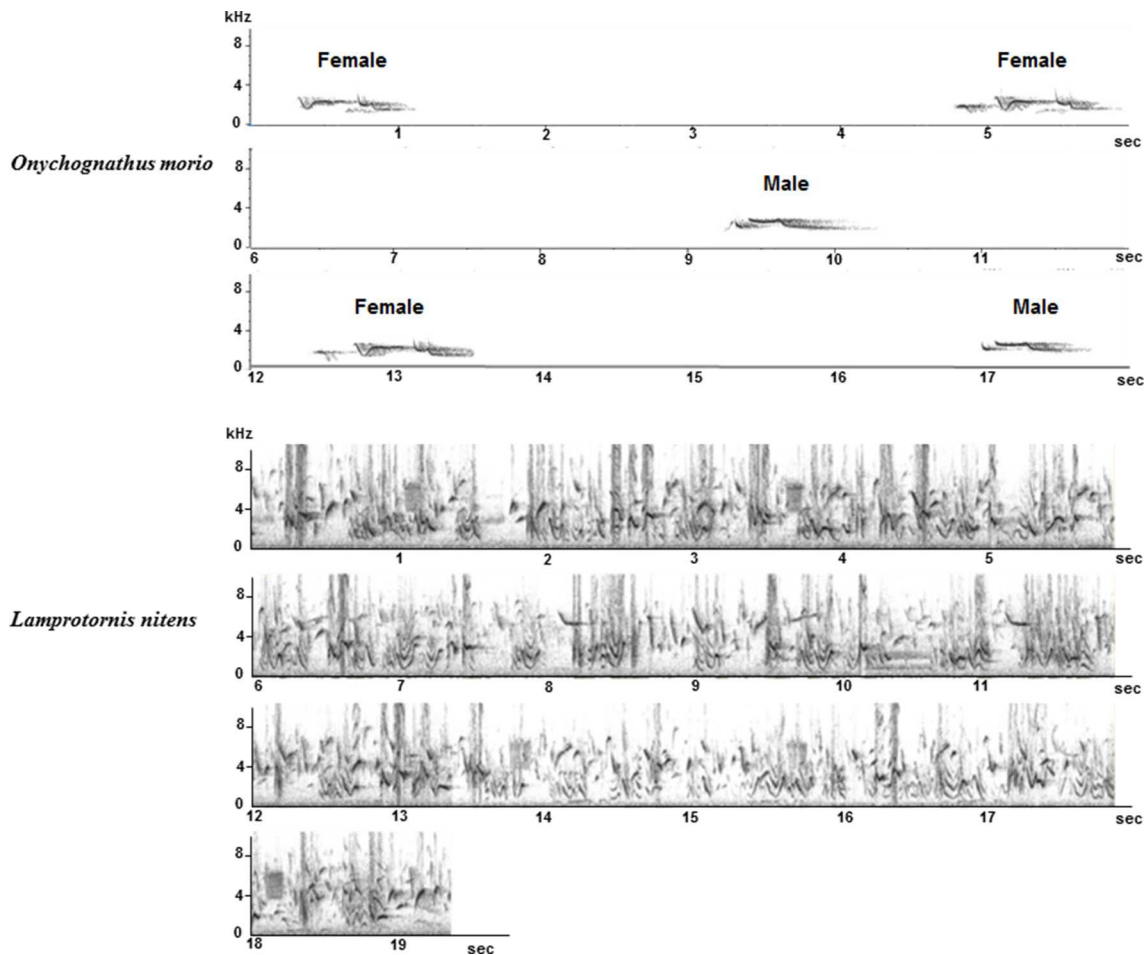 kHz
8
Female Female
4
0
1 2 3 4 5 sec
Onychognathus morio
8
Male
4
0
6 7 8 9 10 11 sec
8
Female Male
4
0
12 13 14 15 16 17 sec
kHz
8
4
0
1 2 3 4 5 sec
Lamprotornis nitens
8
4
0
6 7 8 9 10 11 sec
8
4
0
12 13 14 15 16 17 sec
8
4
0
18 19 sec